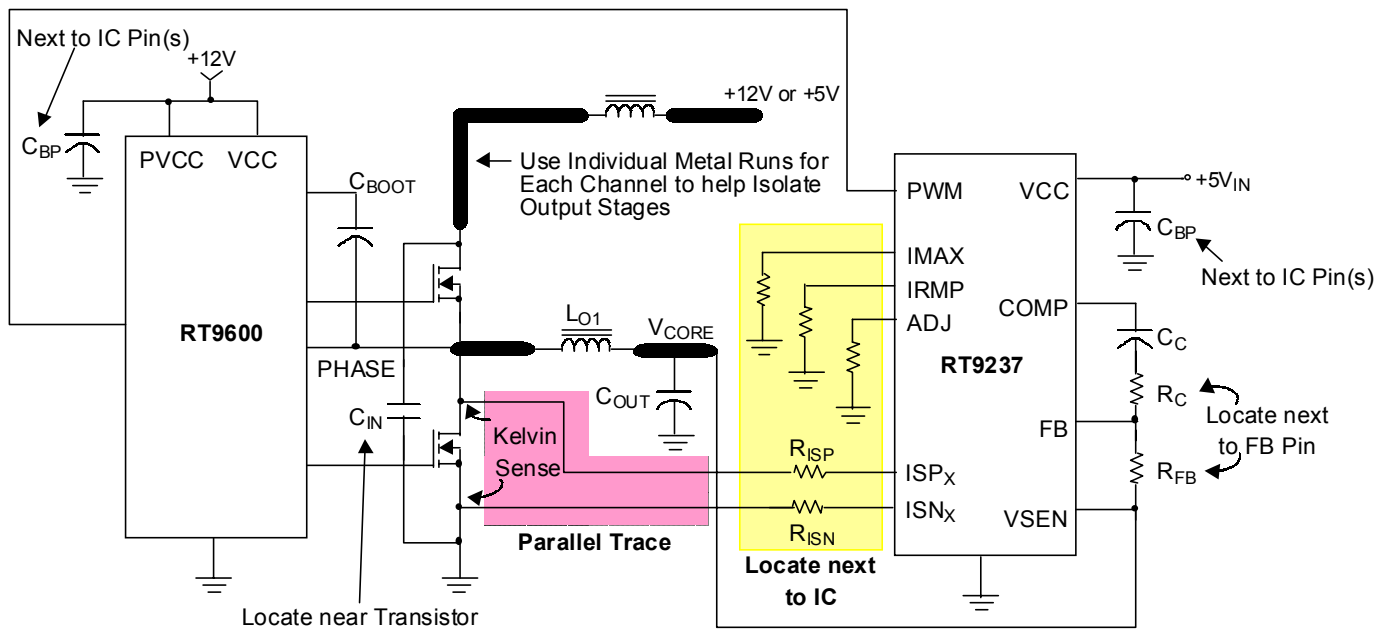 Next to IC Pin(s)
+12V
CBP
PVCC
VCC
RT9600
CBOOT
PHASE
CIN
Locate near Transistor
+12V or +5V
Use Individual Metal Runs for
Each Channel to help Isolate
Output Stages
LO1
VCORE
COUT
Kelvin
Sense
Parallel Trace
RISP
RISN
Locate next
to IC
PWM
VCC
IMAX
IRMP
ADJ
COMP
RT9237
FB
ISPX
ISNX
VSEN
+5VIN
CBP
Next to IC Pin(s)
CC
RC
Locate next
to FB Pin
RFB